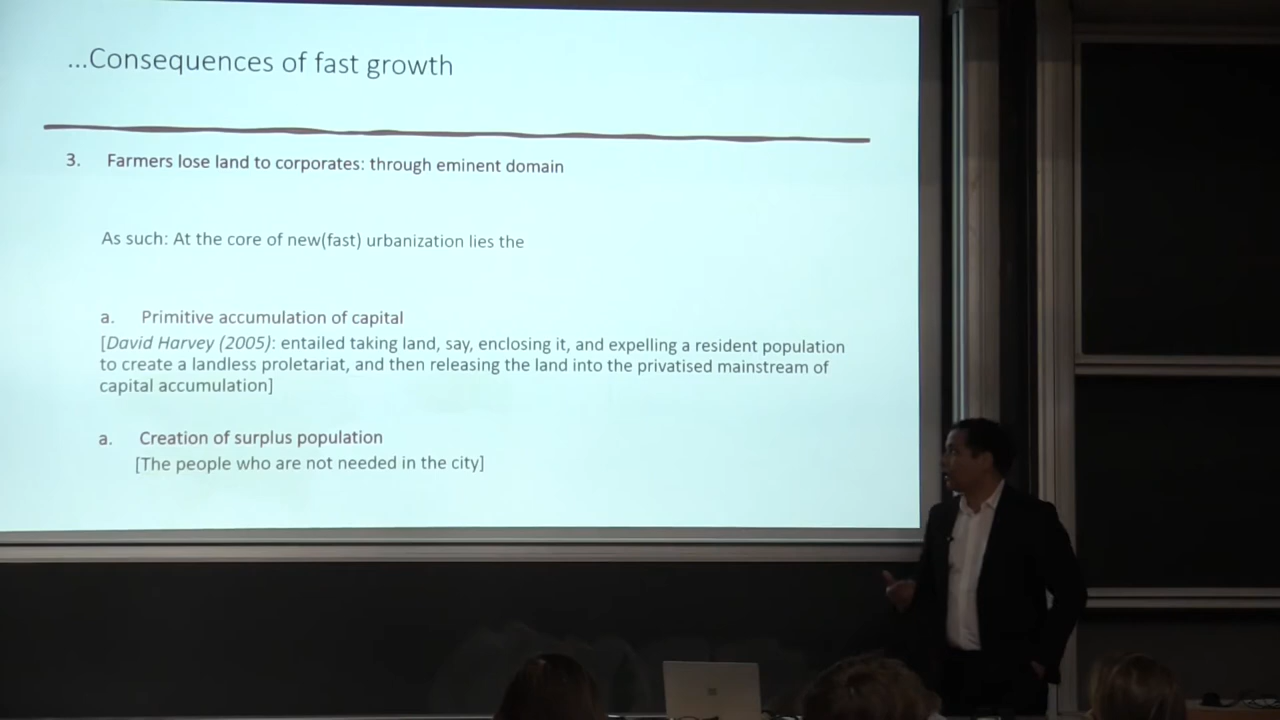 ...Consequences of fast growth
3. Farmers lose land to corporates: through eminent domain
As such: At the core of new(fast) urbanization lies the
a. Primitive accumulation of capital
[David Harvey (2005): entailed taking land, say, enclosing it, and expelling a resident population
to create a landless proletariat, and then releasing the land into the privatised mainstream of
capital accumulation]
a. Creation of surplus population
[The people who are not needed in the city]